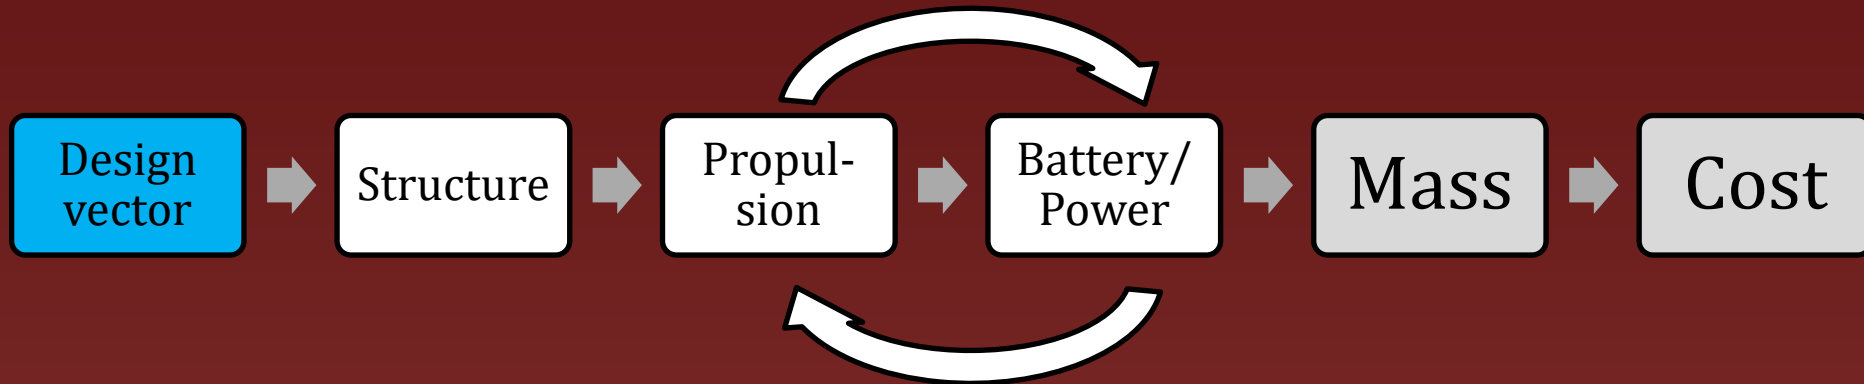 Design
vector
Structure
Propul-
sion
Battery/
Power
Mass
Cost